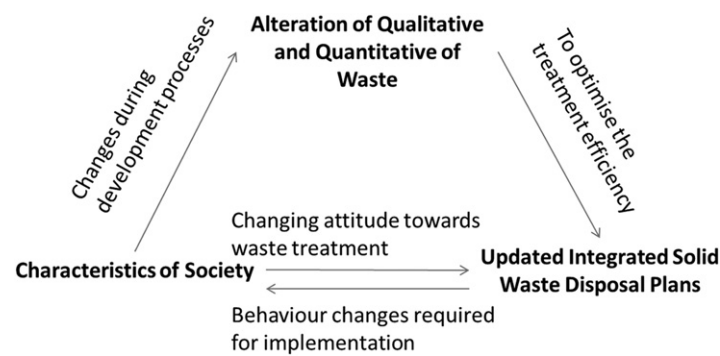 Alteration of Qualitative
and Quantitative of
Waste
Changes during
development processes
To optimise the
treatment efficiency
Changing attitude towards
waste treatment
Characteristics of Society
Updated Integrated Solid
Waste Disposal Plans
Behaviour changes required
for implementation